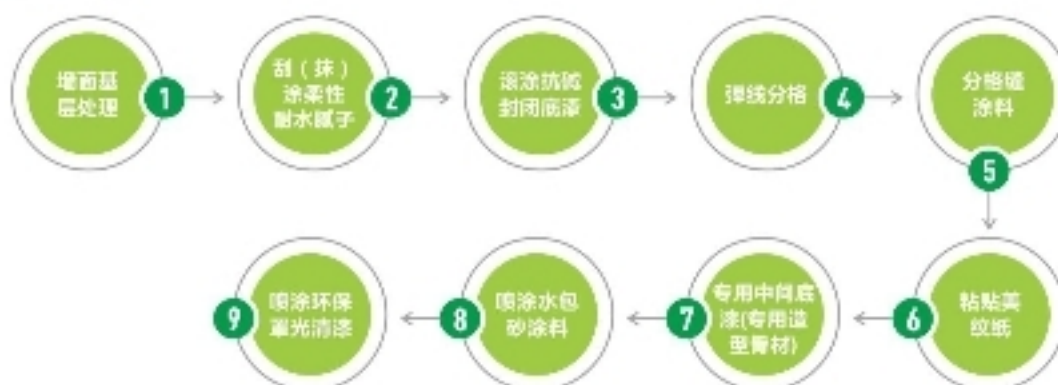 墙面基
层处理
1
刮（抹）
涂柔性
耐水腻子
2
滚涂抗碱
封闭底漆
3
弹线分格
4
分格缝
涂料
5
粘贴美
纹纸
6
专用中间底
漆(专用造
型骨材)
7
喷涂水包
砂涂料
8
喷涂环保
罩光清漆
9